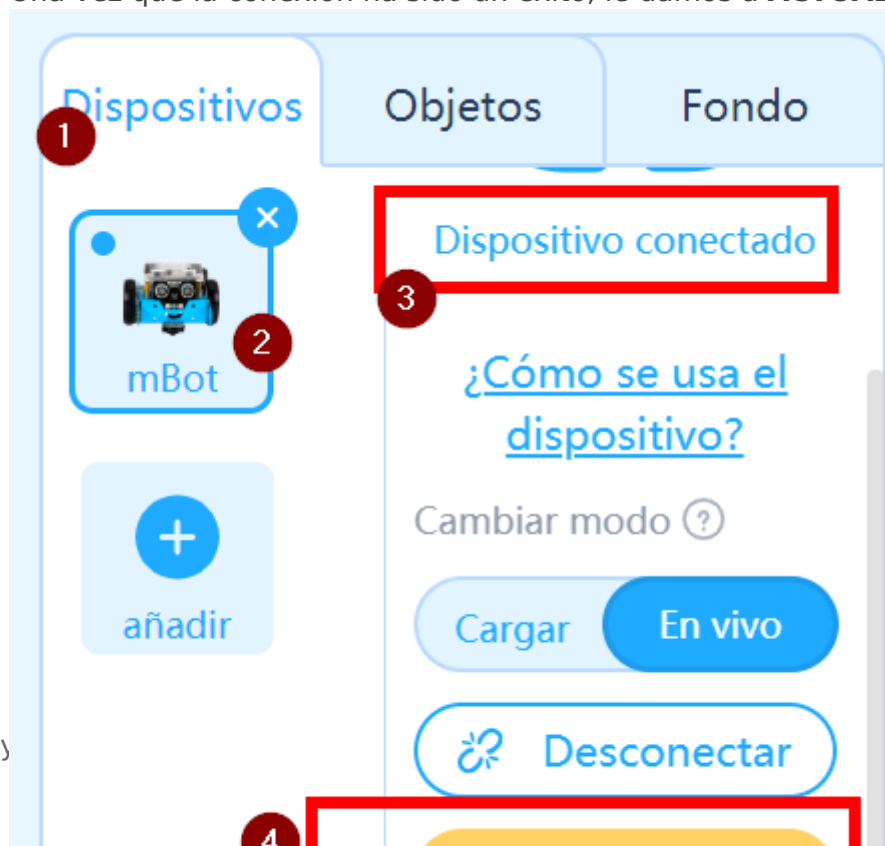 Dispositivos
Objetos
Fondo
1
Dispositivo conectado
3
2
mBot
¿Cómo se usa el
dispositivo?
Cambiar modo ?
añadir
Cargar
En vivo
y
Desconectar
4